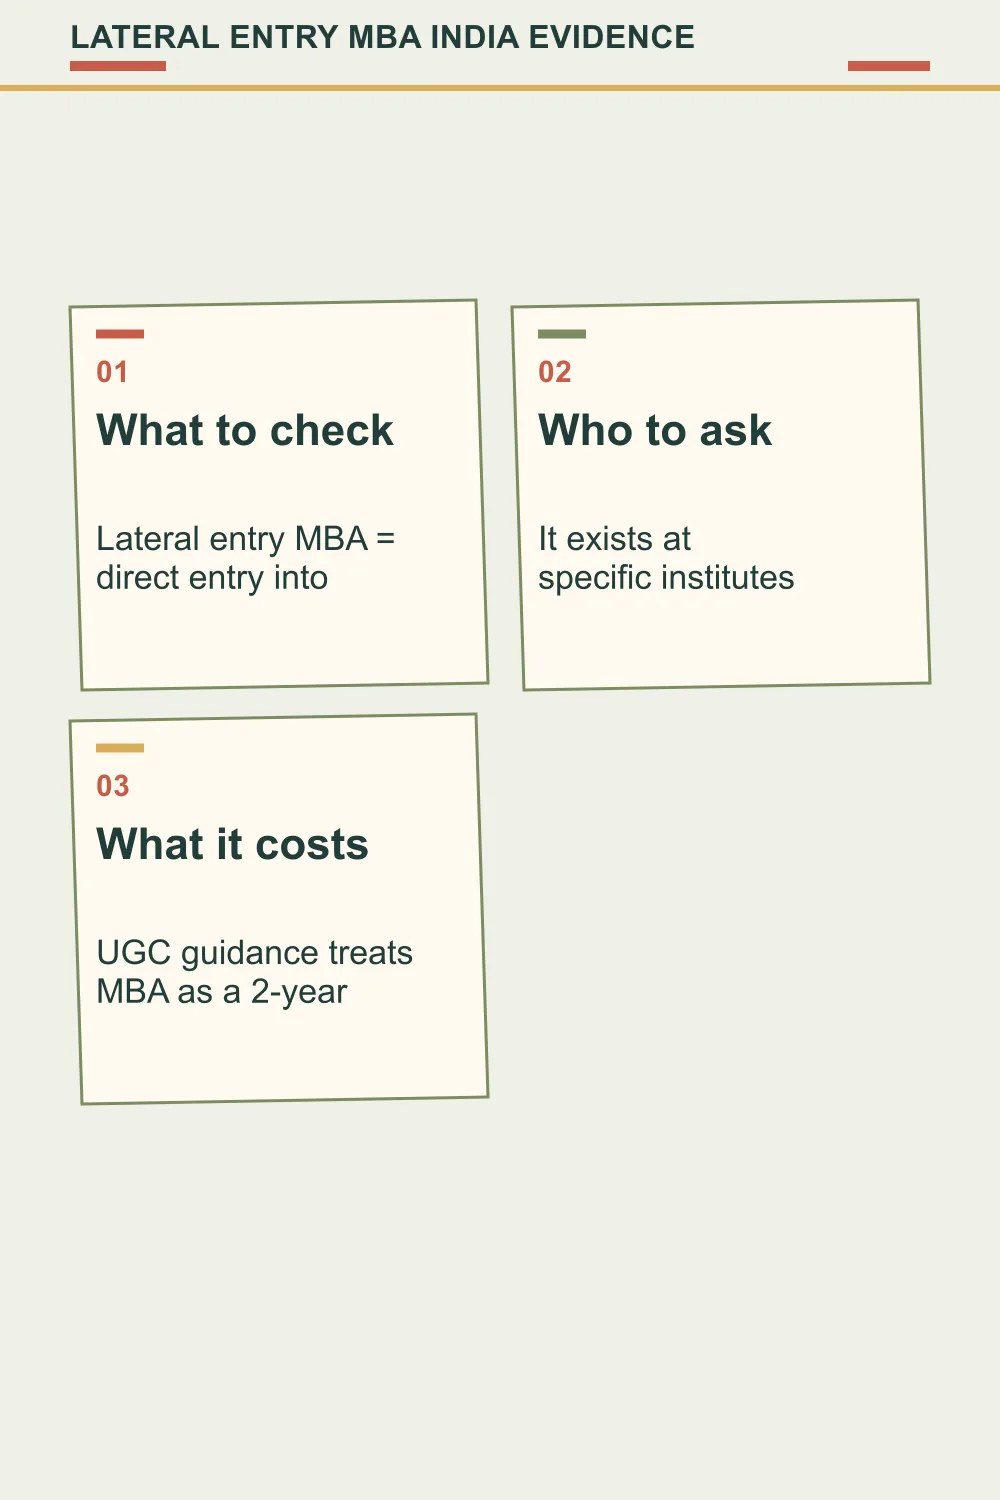 LATERAL ENTRY MBA INDIA EVIDENCE
01
What to check
Lateral entry MBA =
direct entry into
02
Who to ask
It exists at
specific institutes
03
What it costs
UGC guidance treats
MBA as a 2-year